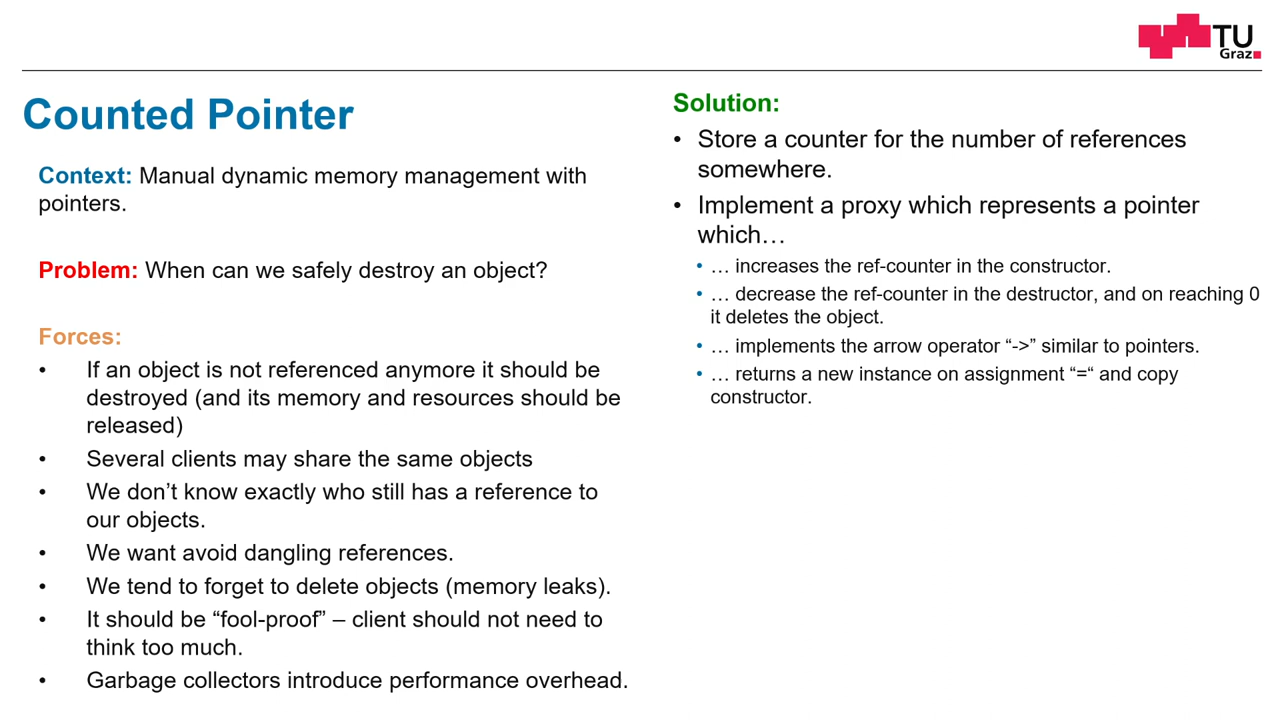 TU
Graz
Counted Pointer
Context: Manual dynamic memory management with
pointers.
Problem: When can we safely destroy an object?
Forces:
• If an object is not referenced anymore it should be
destroyed (and its memory and resources should be
released)
• Several clients may share the same objects
• We don’t know exactly who still has a reference to
our objects.
• We want avoid dangling references.
• We tend to forget to delete objects (memory leaks).
• It should be “fool-proof” – client should not need to
think too much.
• Garbage collectors introduce performance overhead.
Solution:
• Store a counter for the number of references
somewhere.
• Implement a proxy which represents a pointer
which…
• … increases the ref-counter in the constructor.
• … decrease the ref-counter in the destructor, and on reaching 0
it deletes the object.
• … implements the arrow operator “->” similar to pointers.
• … returns a new instance on assignment “=“ and copy
constructor.